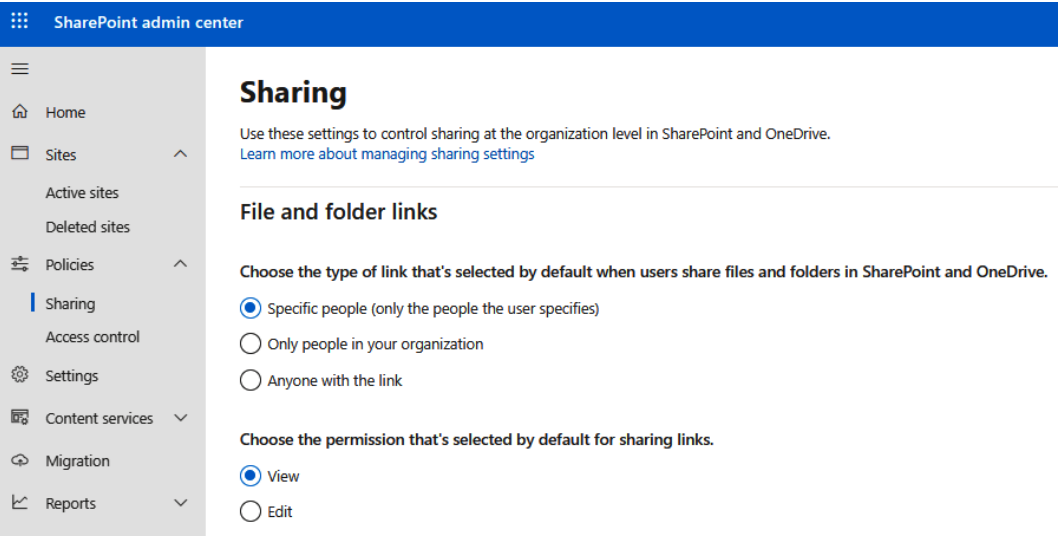 SharePoint admin center
Home
Sites
Active sites
Deleted sites
Policies
Sharing
Access control
Settings
Content services
Migration
Reports
Sharing
Use these settings to control sharing at the organization level in SharePoint and OneDrive.
Learn more about managing sharing settings
File and folder links
Choose the type of link that's selected by default when users share files and folders in SharePoint and OneDrive.
Specific people (only the people the user specifies)
Only people in your organization
Anyone with the link
Choose the permission that's selected by default for sharing links.
View
Edit